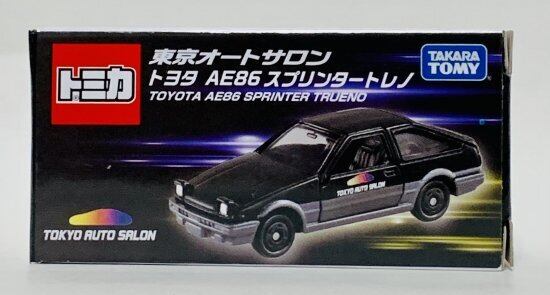 トミカ
東京オートサロン
トヨタ AE86 スプリンタートレノ
TOYOTA AE86 SPRINTER TRUENO
TAKARA
TOMY
TOKYO AUTO SALON
TOKYO AUTO SALON